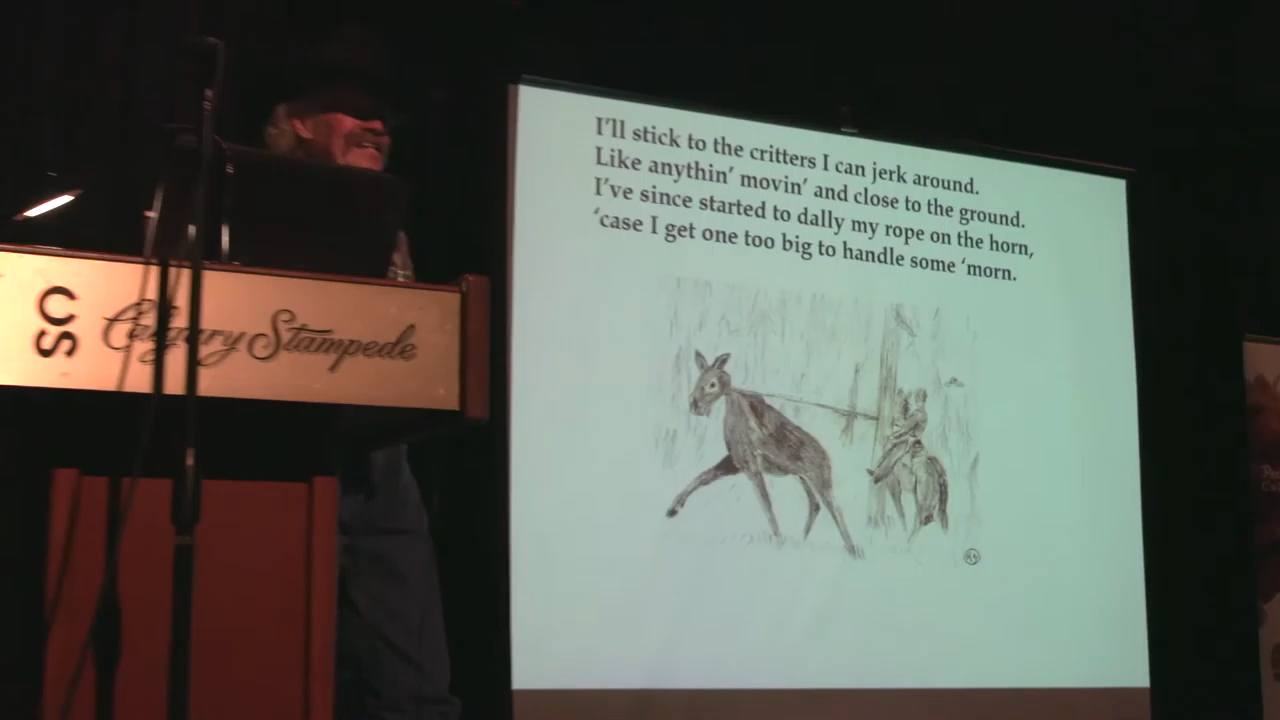 I'll stick to the critters I can jerk around.
Like anythin' movin' and close to the ground.
I've since started to dally my rope on the horn,
'case I get one too big to handle some 'morn.
CS
Calgary Stampede